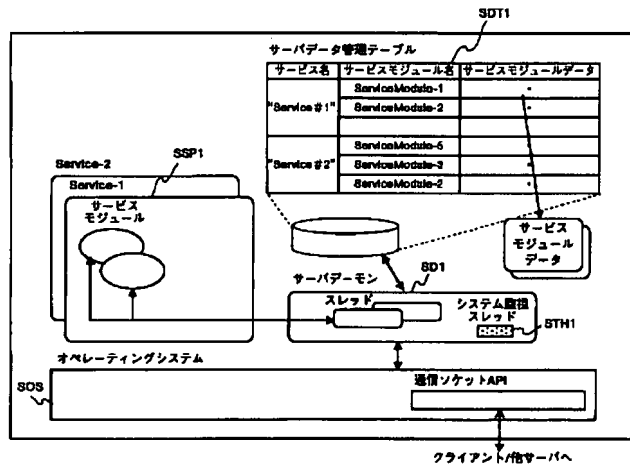 SDT1
サーバデータ管理テーブル
サービス名 サービスモジュール名 サービスモジュールデータ
"Service#1" ServiceModule-1
ServiceModule-2
"Service#2" ServiceModule-5
ServiceModule-3
ServiceModule-2
SSP1
Service-2
Service-1
サービス
モジュール
サービス
モジュール
データ
サーバデーモン
SD1
スレッド
システム監視
スレッド
STH1
オペレーティングシステム
SOS
通信ソケットAPI
クライアント/他サーバへ